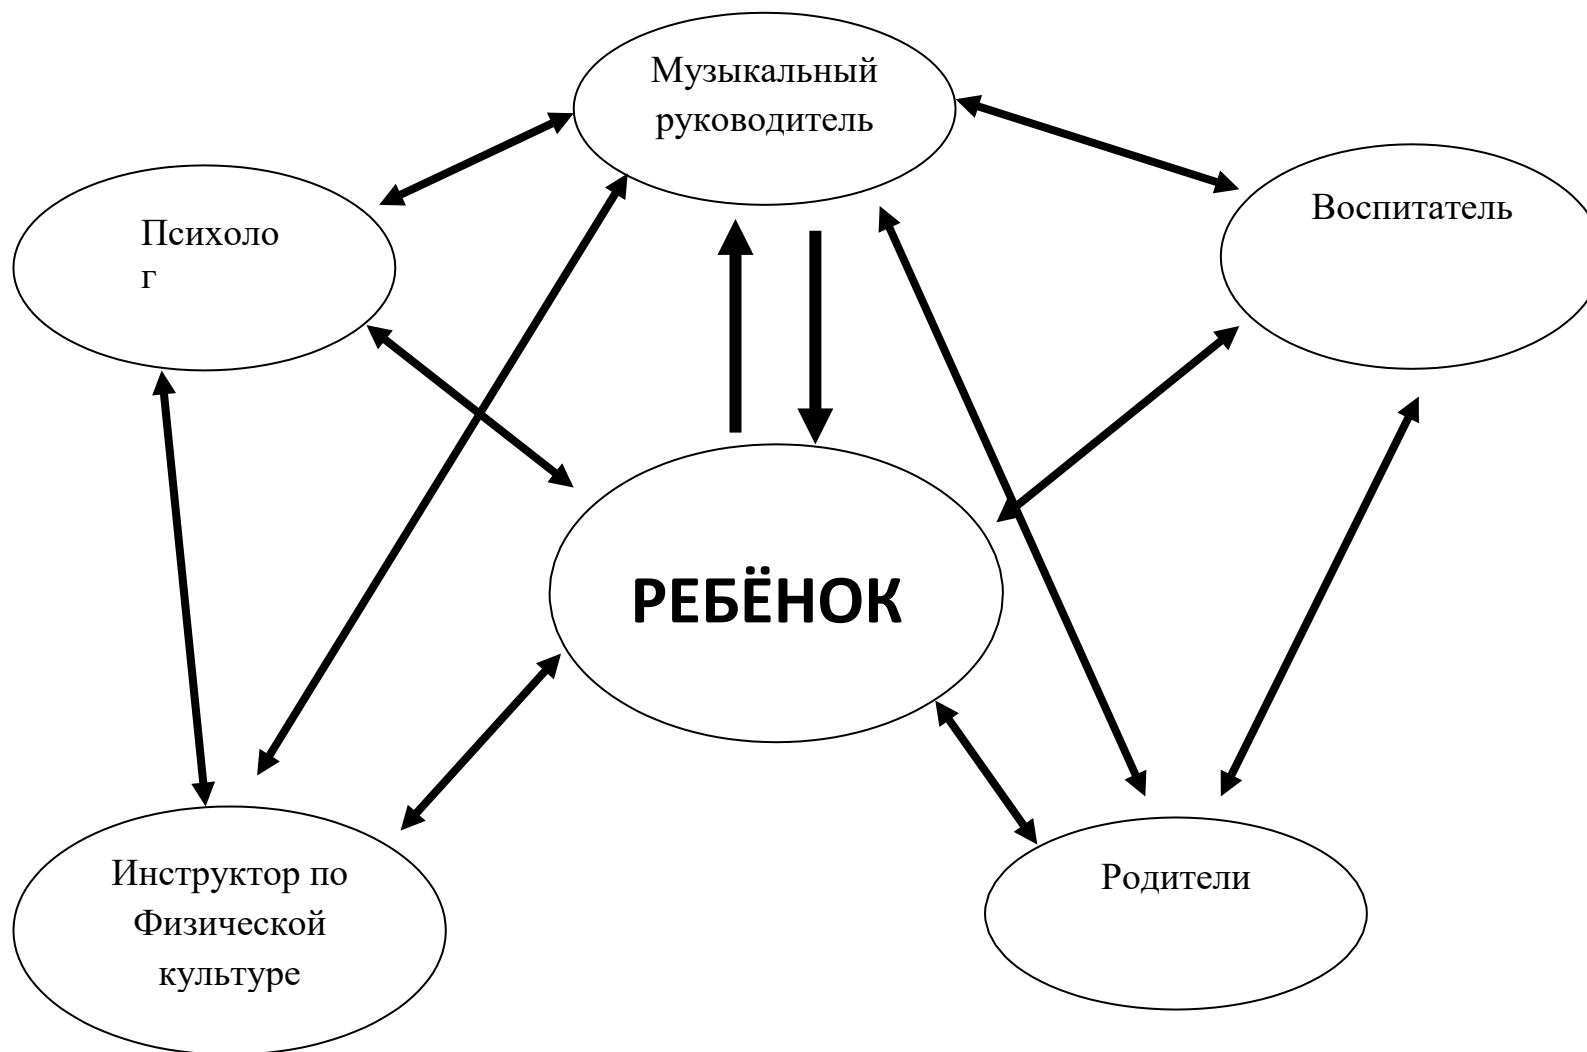 Музыкальный
руководитель
Воспитатель
Психоло
г
РЕБЁНОК
Инструктор по
Физической
культуре
Родители